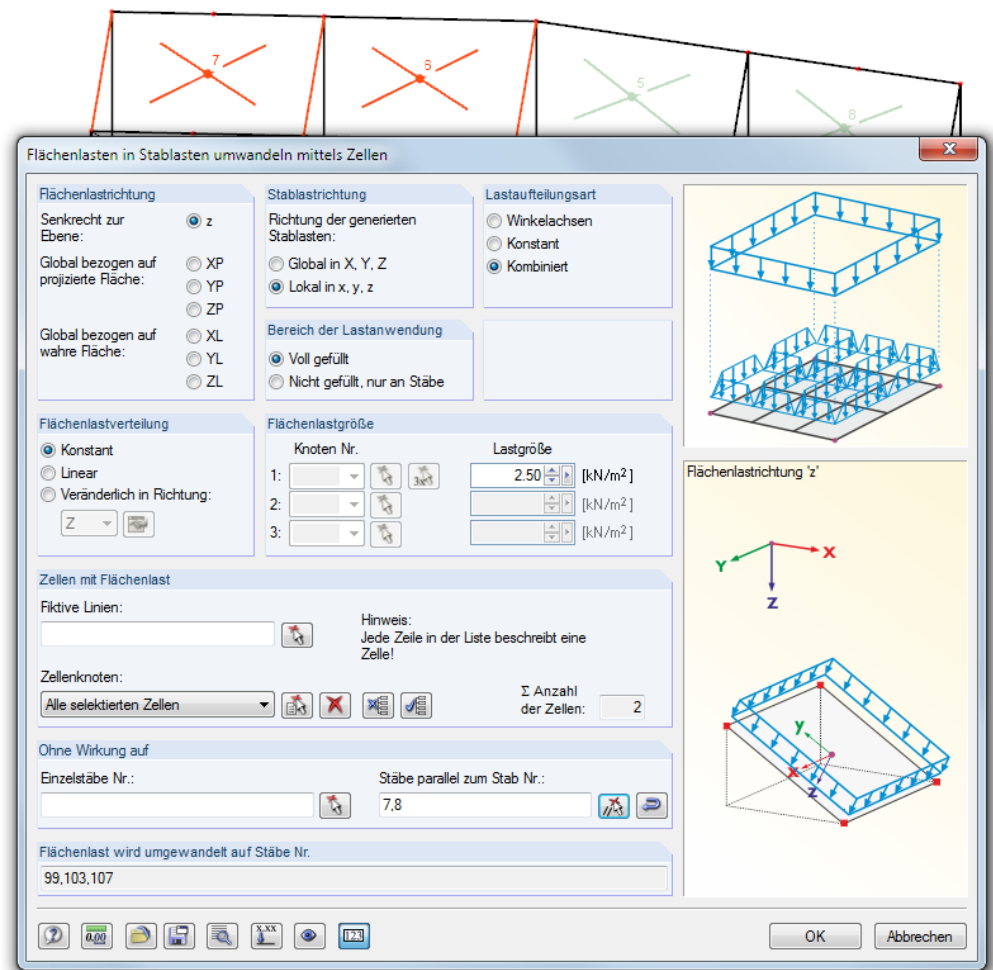 7
6
5
8
Flächenlasten in Stablasten umwandeln mittels Zellen
Flächenlastrichtung
Senkrecht zur
Ebene:
z
Global bezogen auf
projizierte Fläche:
XP
YP
ZP
Global bezogen auf
wahre Fläche:
XL
YL
ZL
Stablastrichtung
Richtung der generierten
Stablasten:
Global in X, Y, Z
Lokal in x, y, z
Bereich der Lastanwendung
Voll gefüllt
Nicht gefüllt, nur an Stäbe
Lastaufteilungsart
Winkelachsen
Konstant
Kombiniert
Flächenlastverteilung
Konstant
Linear
Veränderlich in Richtung:
Z
Flächenlastgröße
Knoten Nr. Lastgröße
1: 3x 2.50 [kN/m²]
2: [kN/m²]
3: [kN/m²]
Zellen mit Flächenlast
Fiktive Linien:
Hinweis:
Jede Zeile in der Liste beschreibt eine
Zelle!
Zellenknoten:
Alle selektierten Zellen
Σ Anzahl
der Zellen: 2
Ohne Wirkung auf
Einzelstäbe Nr.:
Stäbe parallel zum Stab Nr.:
7,8
Flächenlast wird umgewandelt auf Stäbe Nr.
99,103,107
Flächenlastrichtung 'z'
Y X
Z
y
x
z
0.00 x.xx 123
OK Abbrechen